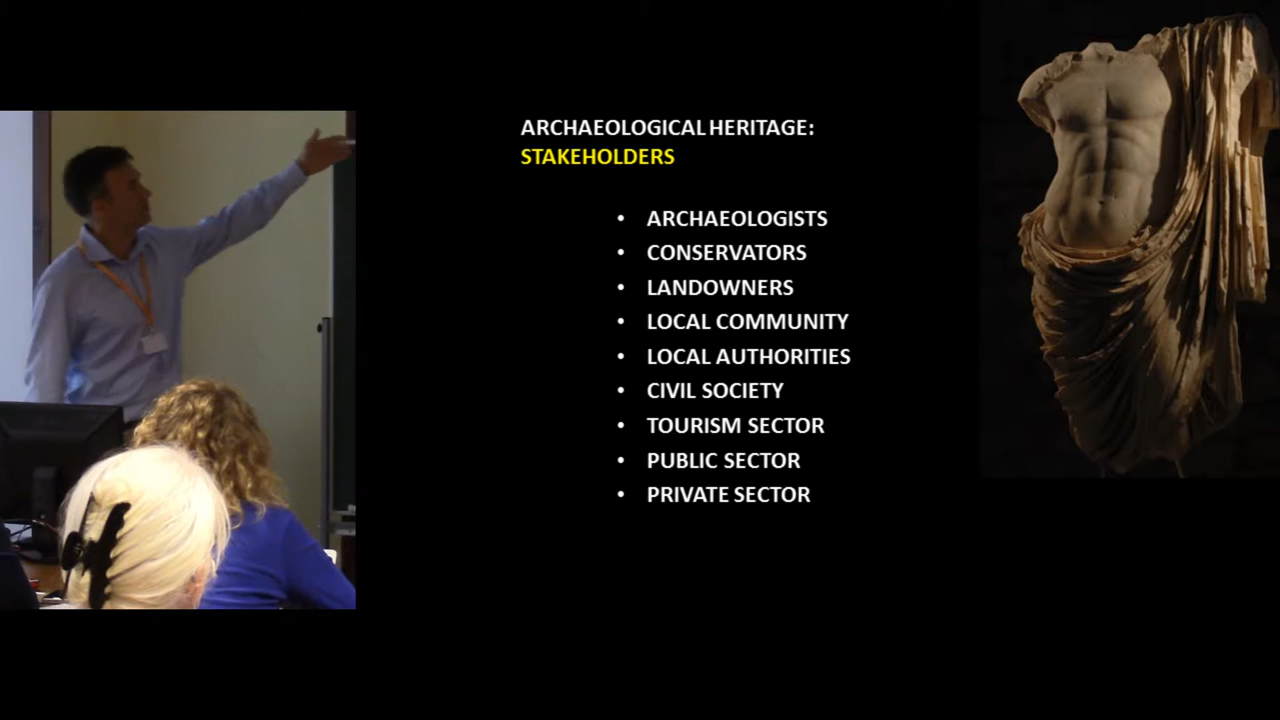 ARCHAEOLOGICAL HERITAGE:
STAKEHOLDERS
• ARCHAEOLOGISTS
• CONSERVATORS
• LANDOWNERS
• LOCAL COMMUNITY
• LOCAL AUTHORITIES
• CIVIL SOCIETY
• TOURISM SECTOR
• PUBLIC SECTOR
• PRIVATE SECTOR